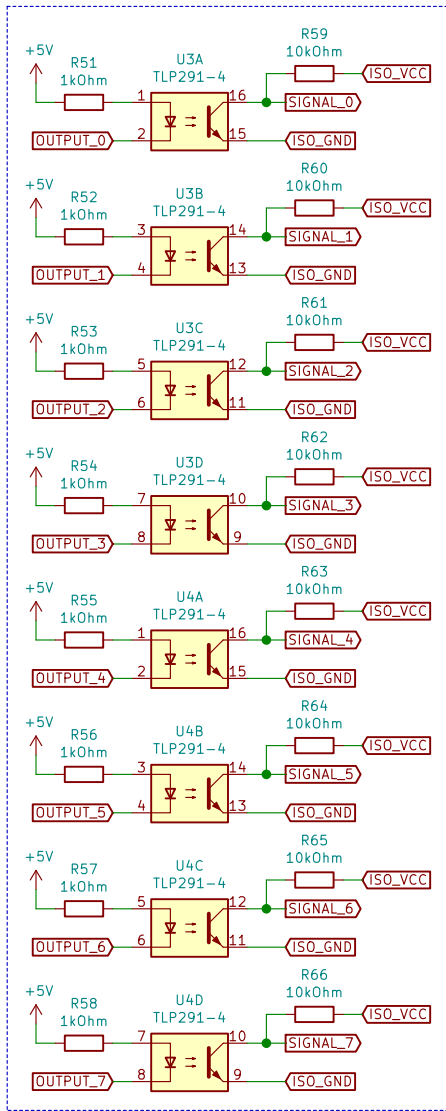 +5V
R51
1kOhm
U3A
TLP291-4
R59
10kOhm
ISO_VCC
1
16
SIGNAL_0
OUTPUT_0
2
15
ISO_GND
+5V
R52
1kOhm
U3B
TLP291-4
R60
10kOhm
ISO_VCC
3
14
SIGNAL_1
OUTPUT_1
4
13
ISO_GND
+5V
R53
1kOhm
U3C
TLP291-4
R61
10kOhm
ISO_VCC
5
12
SIGNAL_2
OUTPUT_2
6
11
ISO_GND
+5V
R54
1kOhm
U3D
TLP291-4
R62
10kOhm
ISO_VCC
7
10
SIGNAL_3
OUTPUT_3
8
9
ISO_GND
+5V
R55
1kOhm
U4A
TLP291-4
R63
10kOhm
ISO_VCC
1
16
SIGNAL_4
OUTPUT_4
2
15
ISO_GND
+5V
R56
1kOhm
U4B
TLP291-4
R64
10kOhm
ISO_VCC
3
14
SIGNAL_5
OUTPUT_5
4
13
ISO_GND
+5V
R57
1kOhm
U4C
TLP291-4
R65
10kOhm
ISO_VCC
5
12
SIGNAL_6
OUTPUT_6
6
11
ISO_GND
+5V
R58
1kOhm
U4D
TLP291-4
R66
10kOhm
ISO_VCC
7
10
SIGNAL_7
OUTPUT_7
8
9
ISO_GND